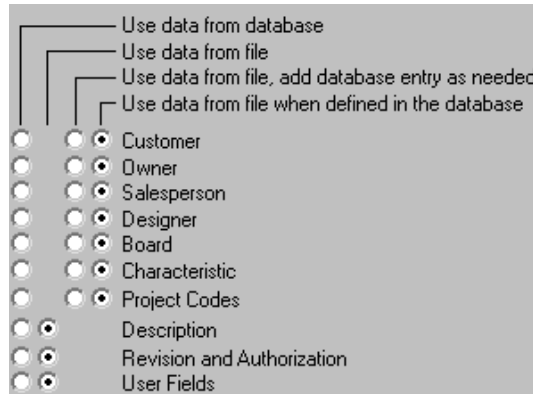 Use data from database
Use data from file
Use data from file, add database entry as needed
Use data from file when defined in the database
Customer
Owner
Salesperson
Designer
Board
Characteristic
Project Codes
Description
Revision and Authorization
User Fields